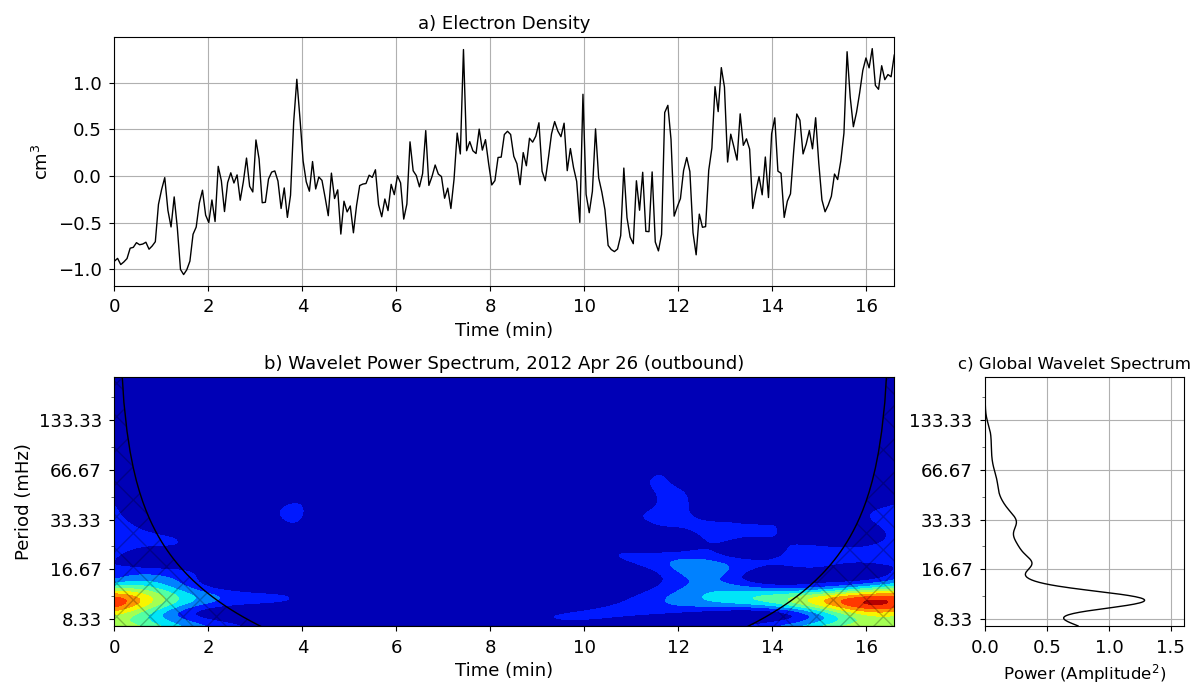 a) Electron Density
cm³
1.0
0.5
0.0
−0.5
−1.0
0 2 4 6 8 10 12 14 16
Time (min)
b) Wavelet Power Spectrum, 2012 Apr 26 (outbound)
Period (mHz)
133.33
66.67
33.33
16.67
8.33
0 2 4 6 8 10 12 14 16
Time (min)
c) Global Wavelet Spectrum
133.33
66.67
33.33
16.67
8.33
0.0 0.5 1.0 1.5
Power (Amplitude²)